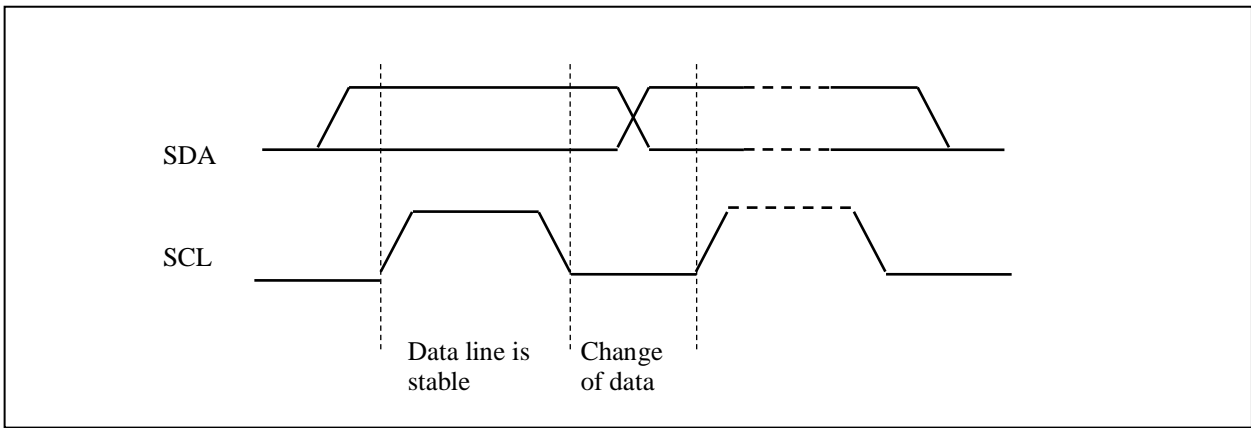 SDA
SCL
Data line is
stable
Change
of data